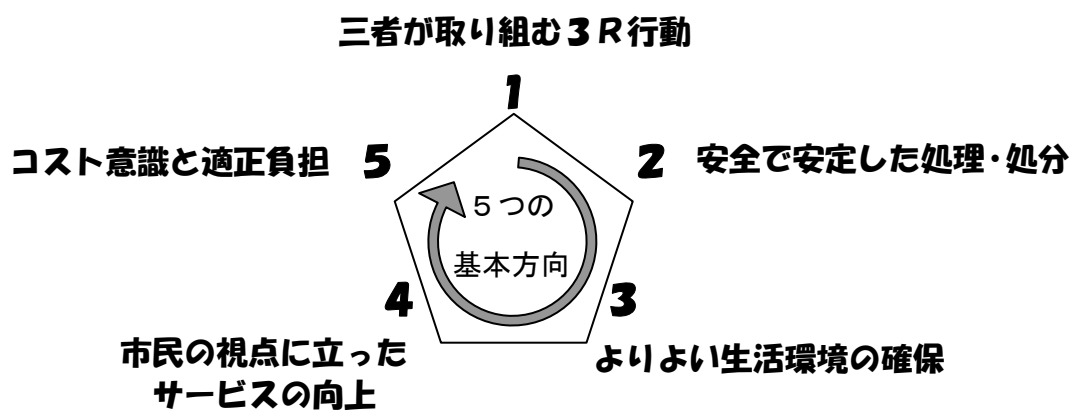 三者が取り組む３Ｒ行動
1
コスト意識と適正負担 5
2 安全で安定した処理・処分
５つの
基本方向
4
3
市民の視点に立った
サービスの向上
よりよい生活環境の確保